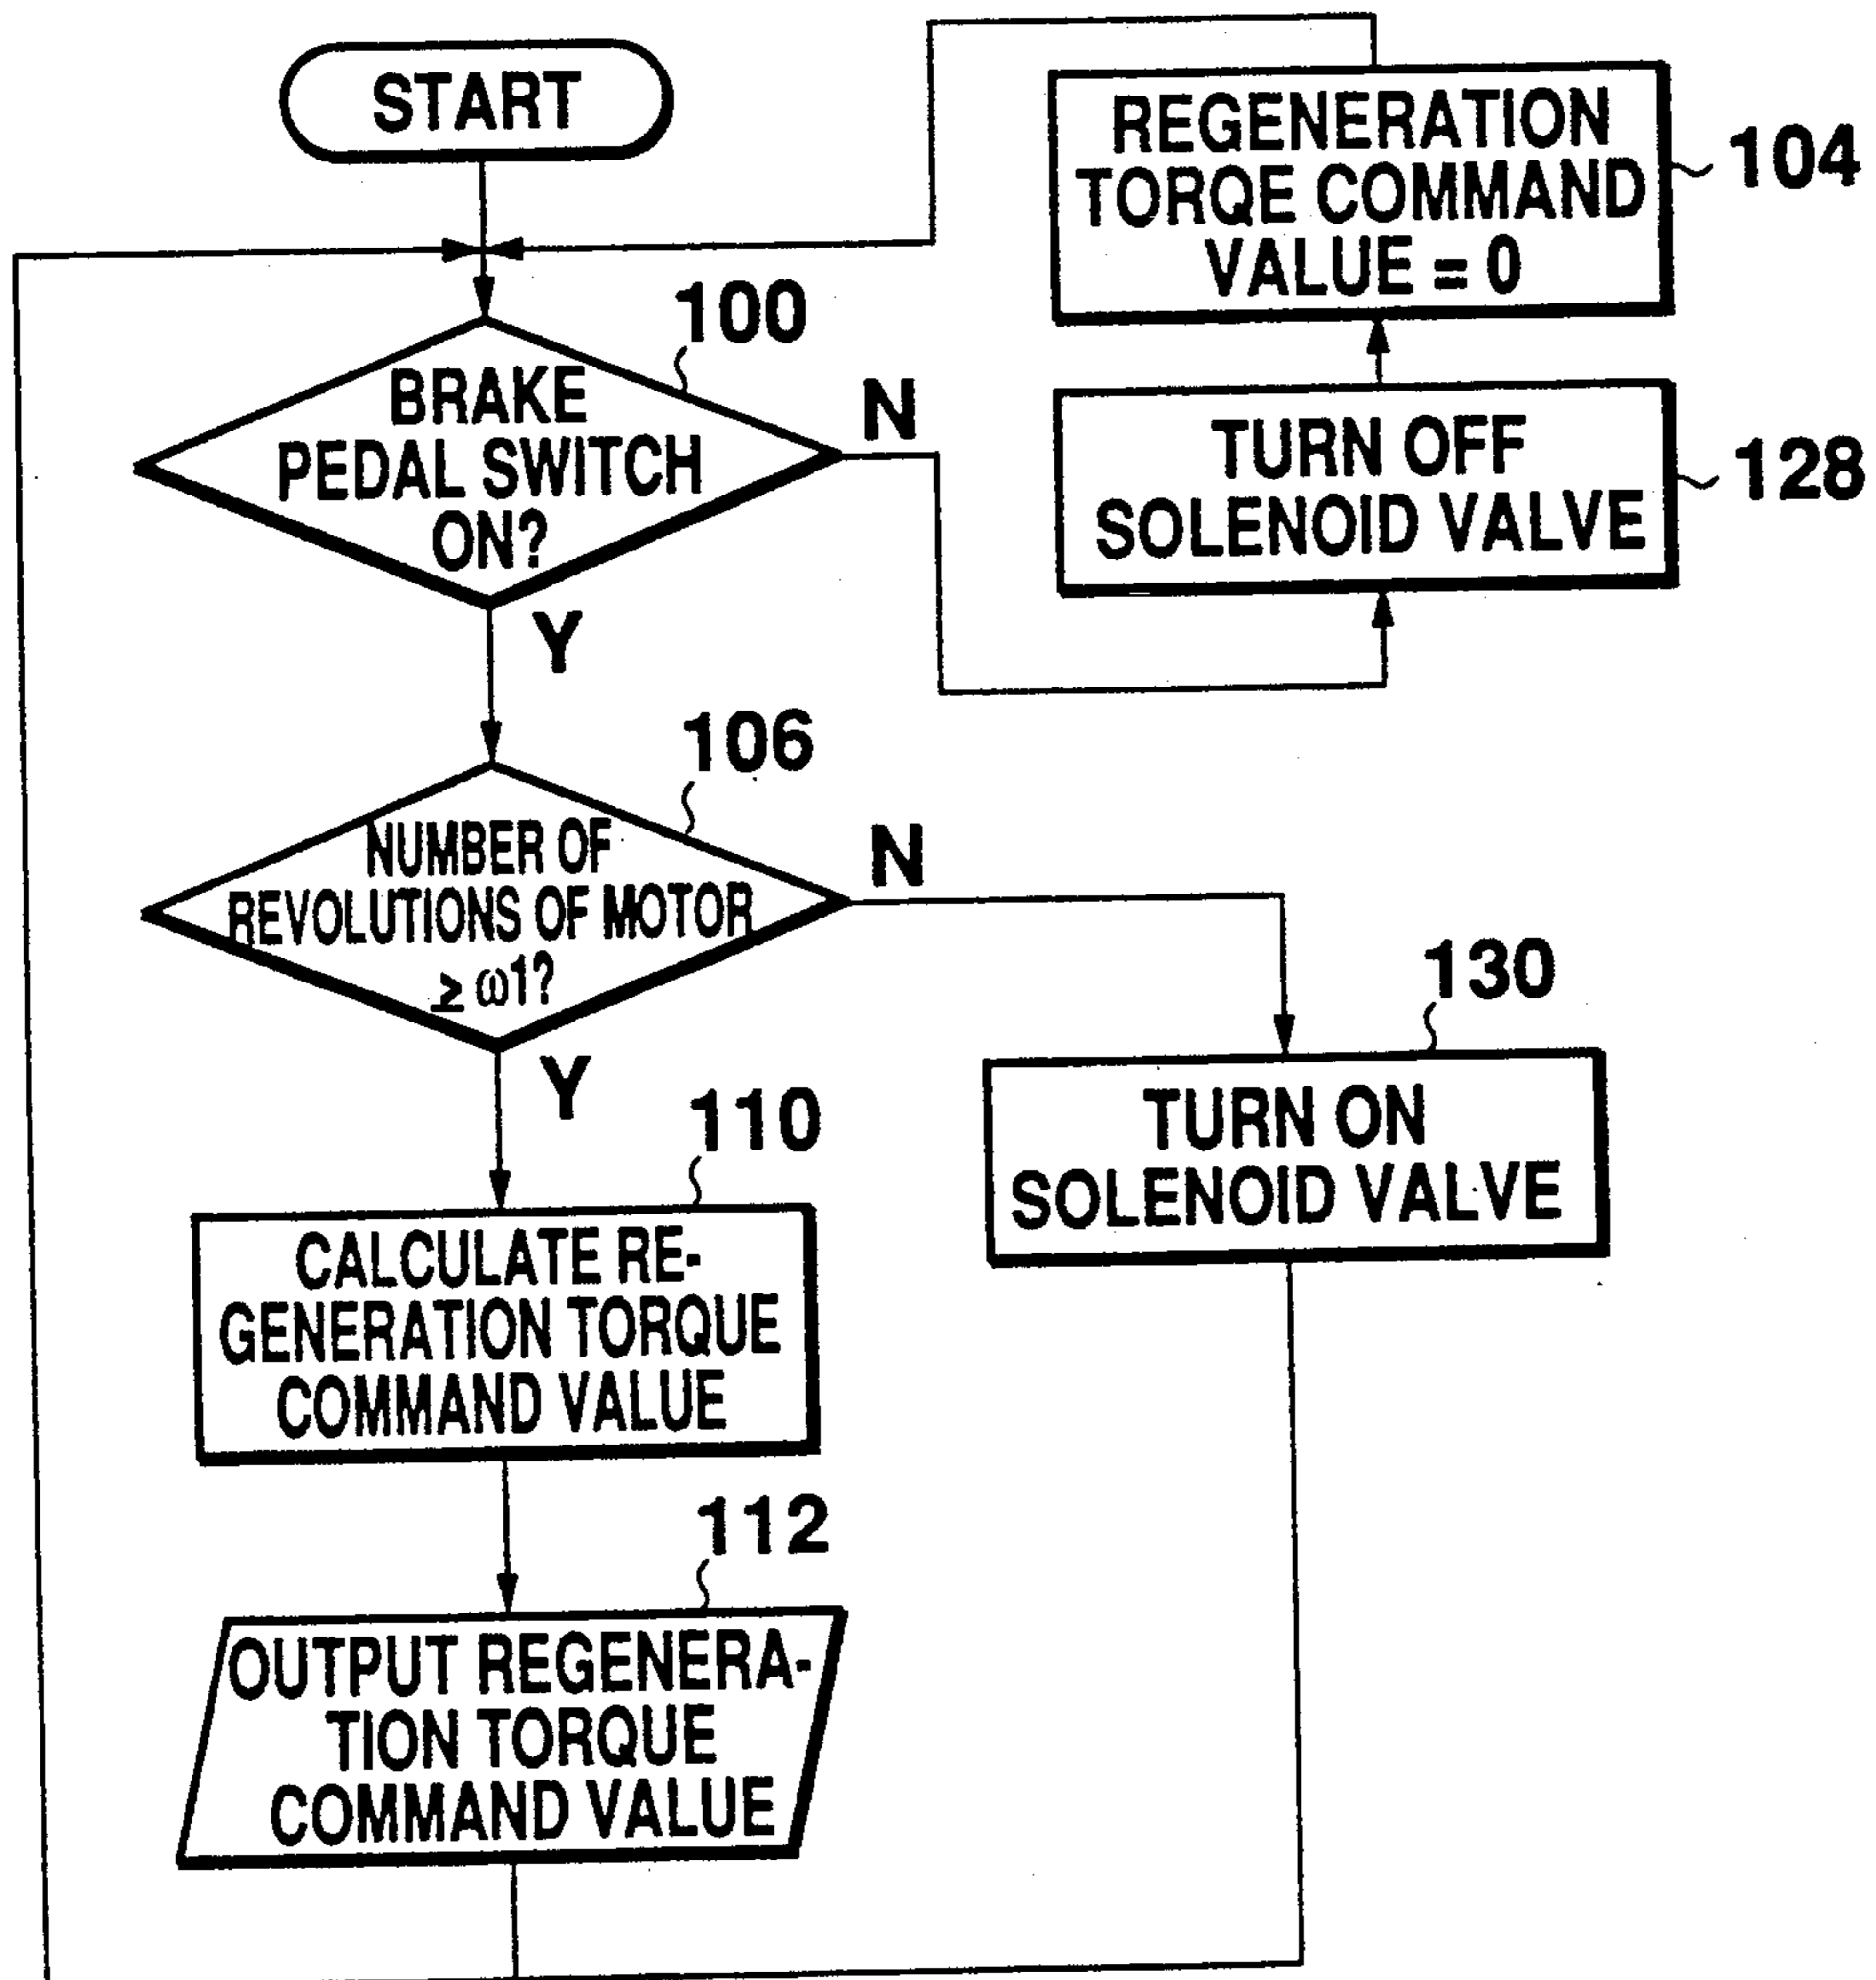 START
REGENERATION
TORQE COMMAND
VALUE = 0
104
100
BRAKE
PEDAL SWITCH
ON?
N
Y
TURN OFF
SOLENOID VALVE
128
106
NUMBER OF
REVOLUTIONS OF MOTOR
≥ ω1?
N
Y
130
TURN ON
SOLENOID VALVE
110
CALCULATE RE-
GENERATION TORQUE
COMMAND VALUE
112
OUTPUT REGENERA-
TION TORQUE
COMMAND VALUE